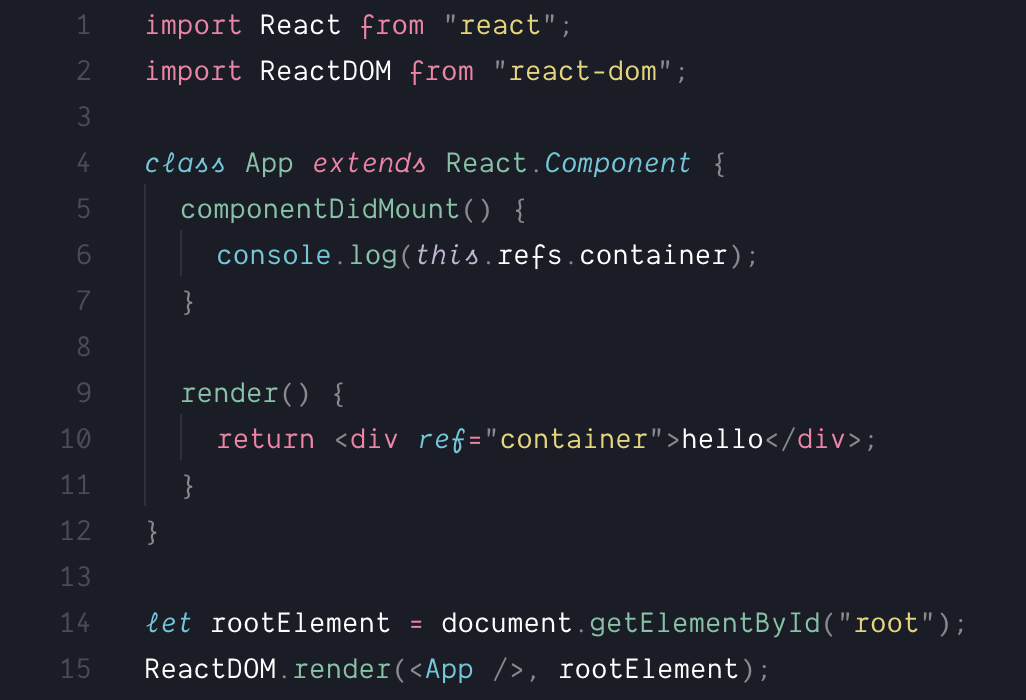 1 import React from "react";
2 import ReactDOM from "react-dom";
3
4 class App extends React.Component {
5 componentDidMount() {
6 console.log(this.refs.container);
7 }
8
9 render() {
10 return <div ref="container">hello</div>;
11 }
12 }
13
14 let rootElement = document.getElementById("root");
15 ReactDOM.render(<App />, rootElement);